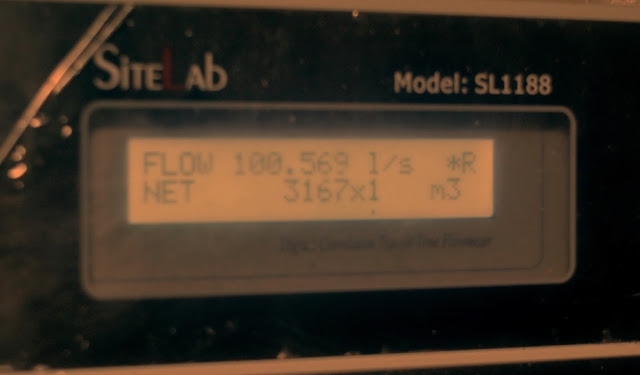 SiteLab
Model: SL1188
FLOW 100.569 l/s *R
NET 3167x1 m3